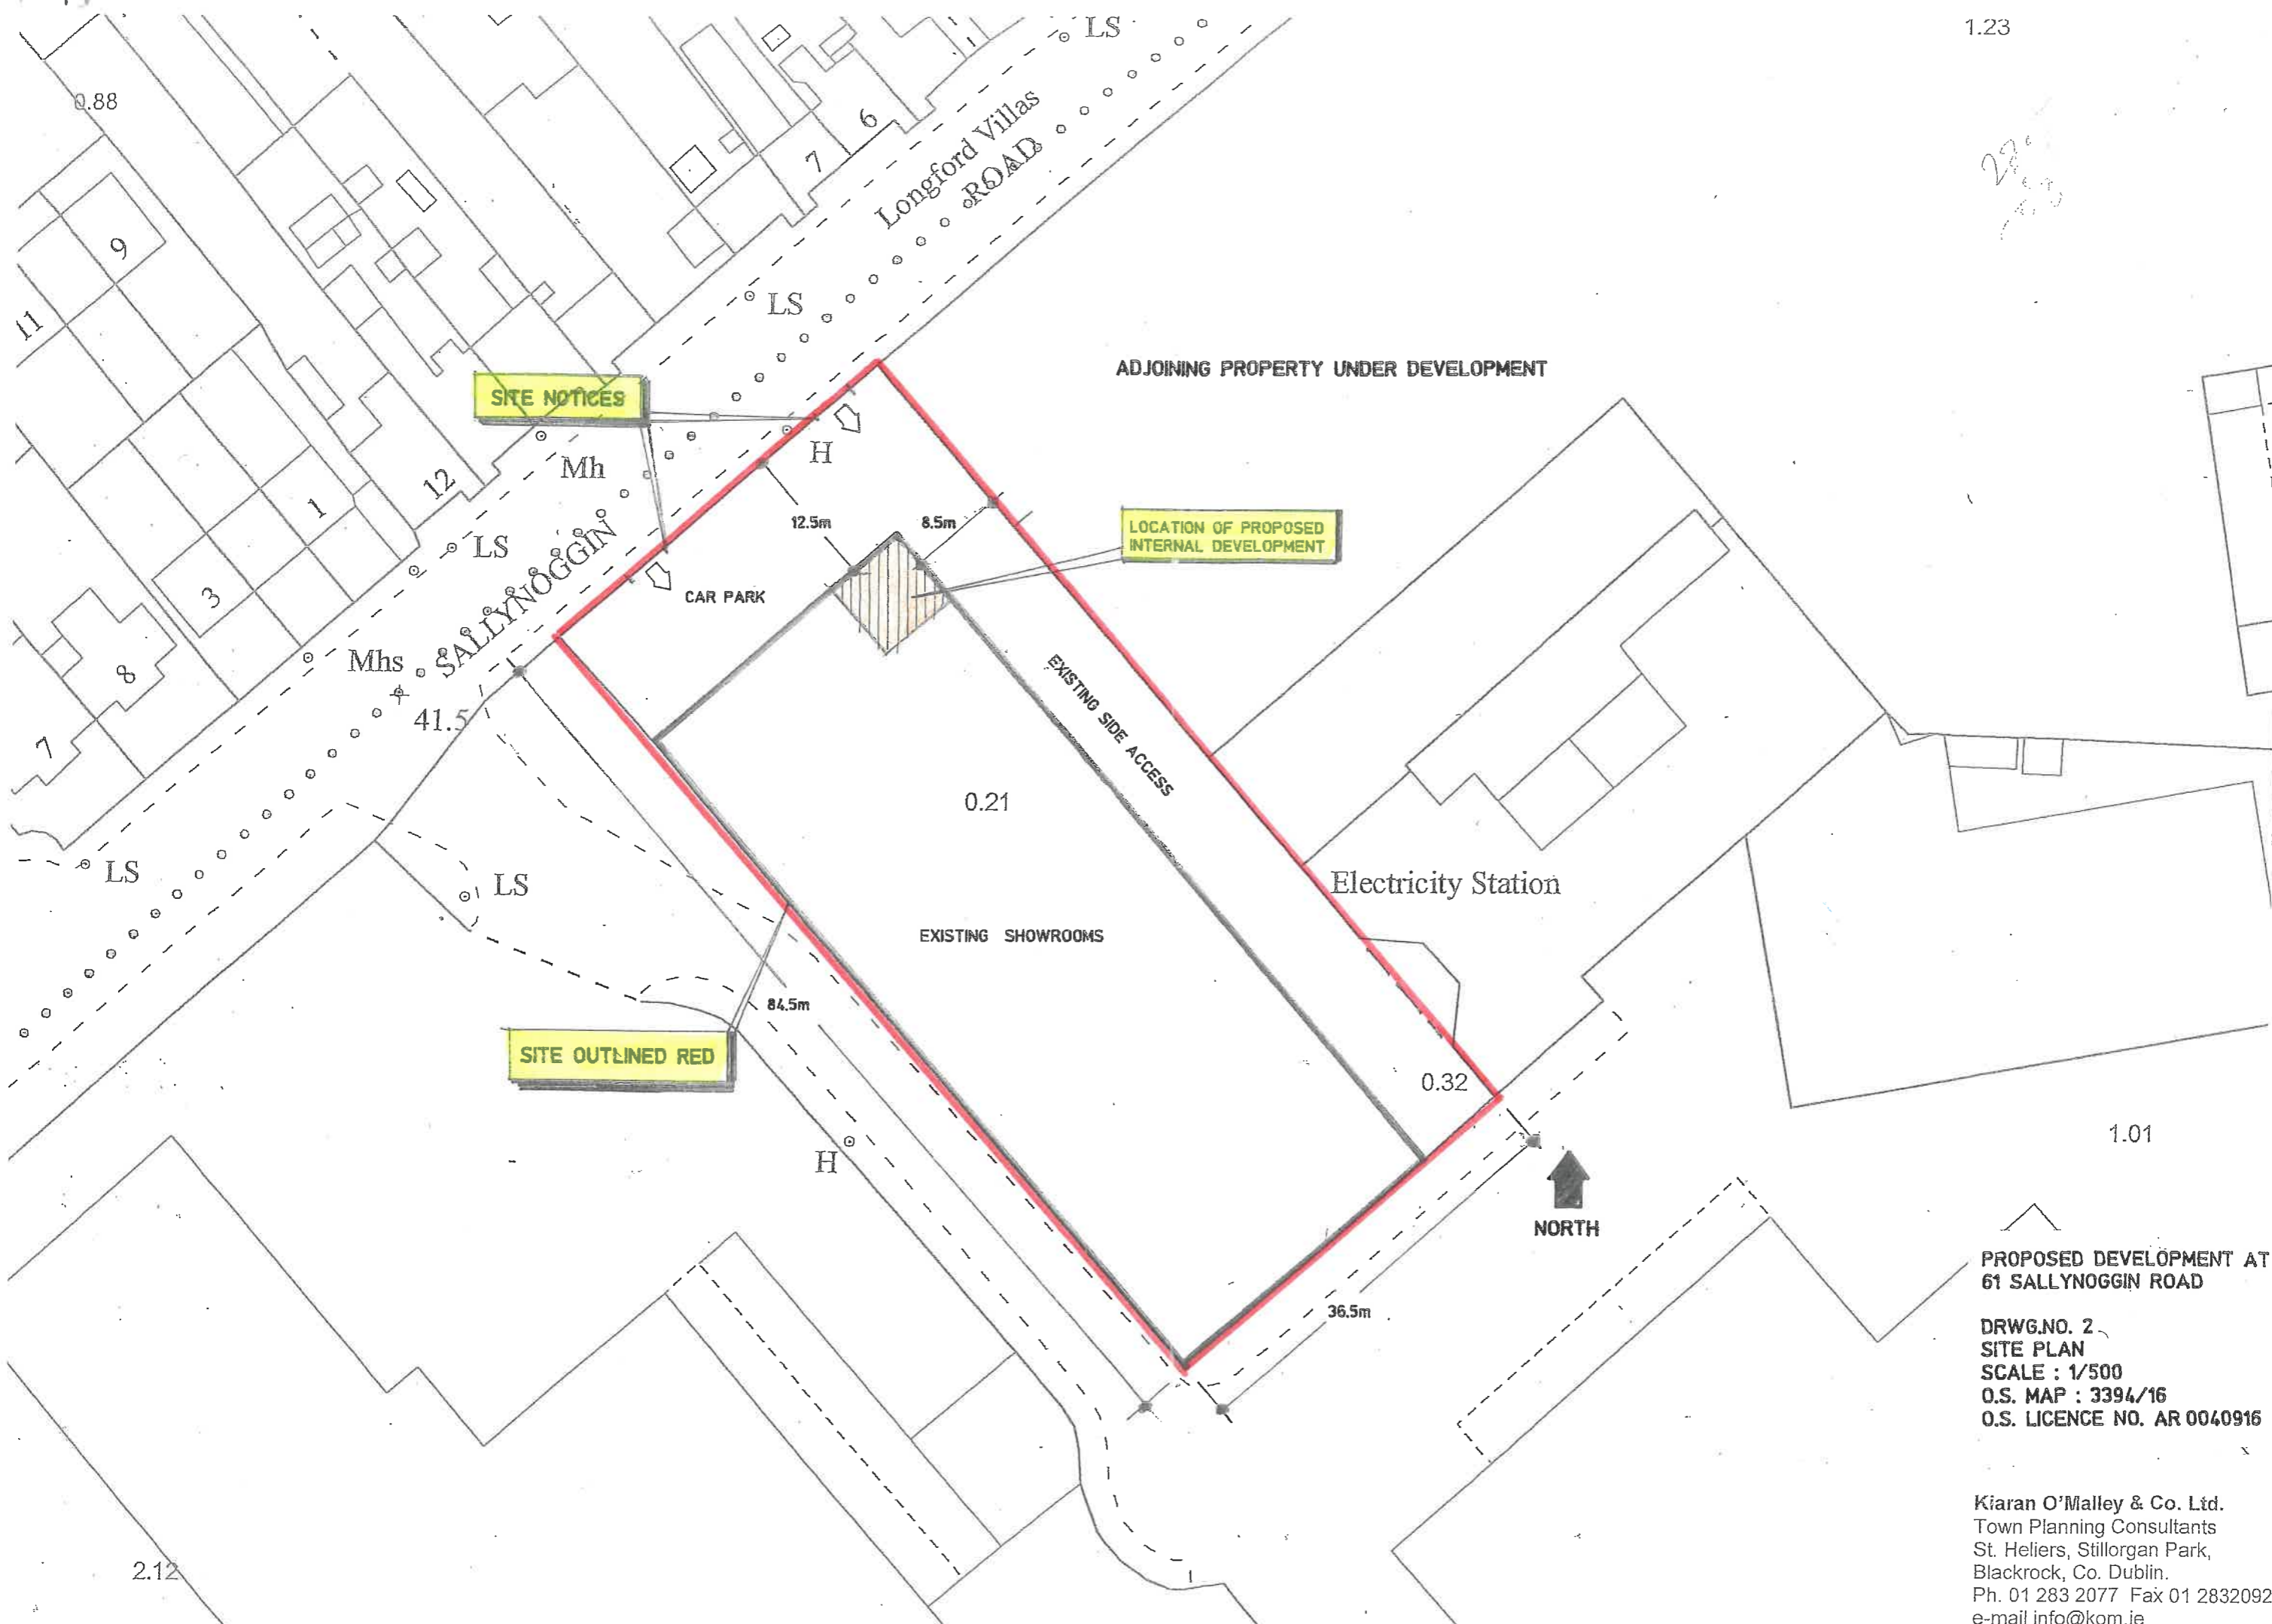 LS
1.23
0.88
6
7
Longford Villas
ROAD
9
11
LS
ADJOINING PROPERTY UNDER DEVELOPMENT
SITE NOTICES
H
Mh
12
1
12.5m
8.5m
LOCATION OF PROPOSED
INTERNAL DEVELOPMENT
LS
SALLYNOGGIN
CAR PARK
3
Mhs
8
41.5
7
EXISTING SIDE ACCESS
0.21
LS
LS
Electricity Station
EXISTING SHOWROOMS
84.5m
SITE OUTLINED RED
0.32
H
1.01
NORTH
36.5m
2.12
PROPOSED DEVELOPMENT AT
61 SALLYNOGGIN ROAD
DRWG.NO. 2
SITE PLAN
SCALE : 1/500
O.S. MAP : 3394/16
O.S. LICENCE NO. AR 0040916
Kiaran O'Malley & Co. Ltd.
Town Planning Consultants
St. Heliers, Stillorgan Park,
Blackrock, Co. Dublin.
Ph. 01 283 2077 Fax 01 2832092
e-mail info@kom.ie